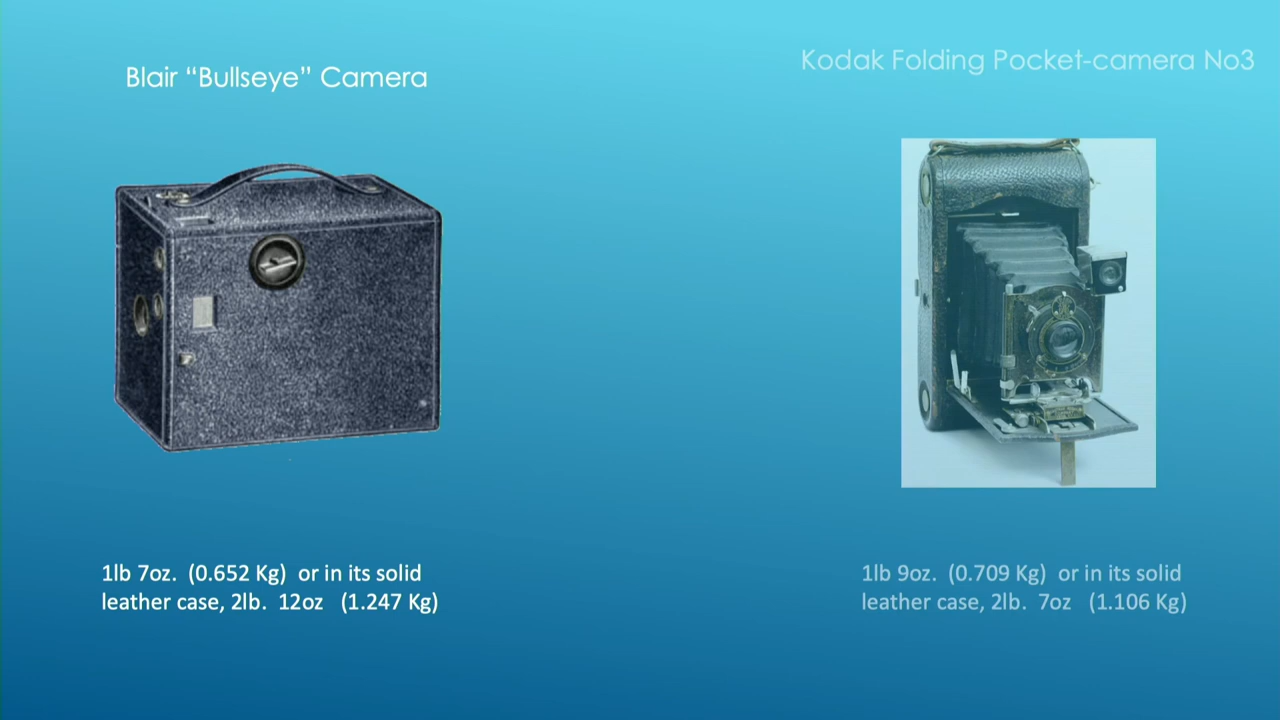 Blair “Bullseye” Camera
Kodak Folding Pocket-camera No3
1lb 7oz. (0.652 Kg) or in its solid
leather case, 2lb. 12oz (1.247 Kg)
1lb 9oz. (0.709 Kg) or in its solid
leather case, 2lb. 7oz (1.106 Kg)